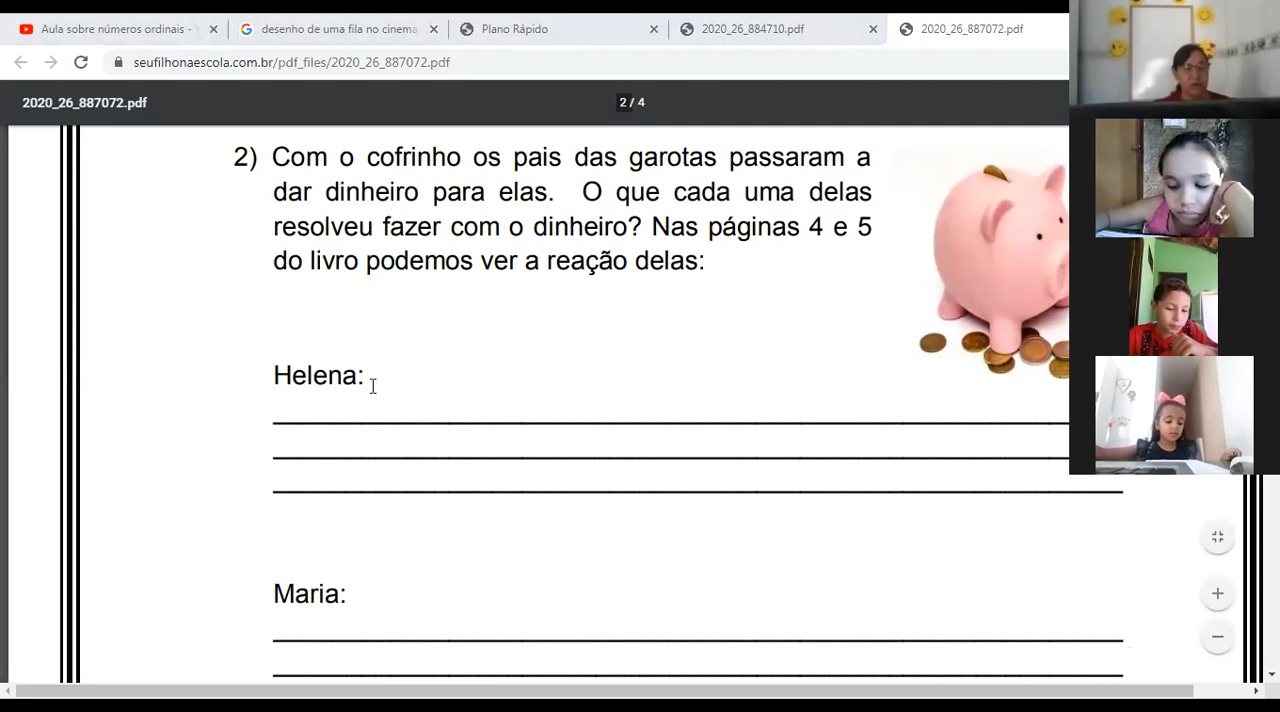 Aula sobre números ordinais -
desenho de uma fila no cinema
Plano Rápido
2020_26_884710.pdf
2020_26_887072.pdf
seufilhonaescola.com.br/pdf_files/2020_26_887072.pdf
2020_26_887072.pdf
2 / 4
2) Com o cofrinho os pais das garotas passaram a
dar dinheiro para elas. O que cada uma delas
resolveu fazer com o dinheiro? Nas páginas 4 e 5
do livro podemos ver a reação delas:
Helena:
Maria: